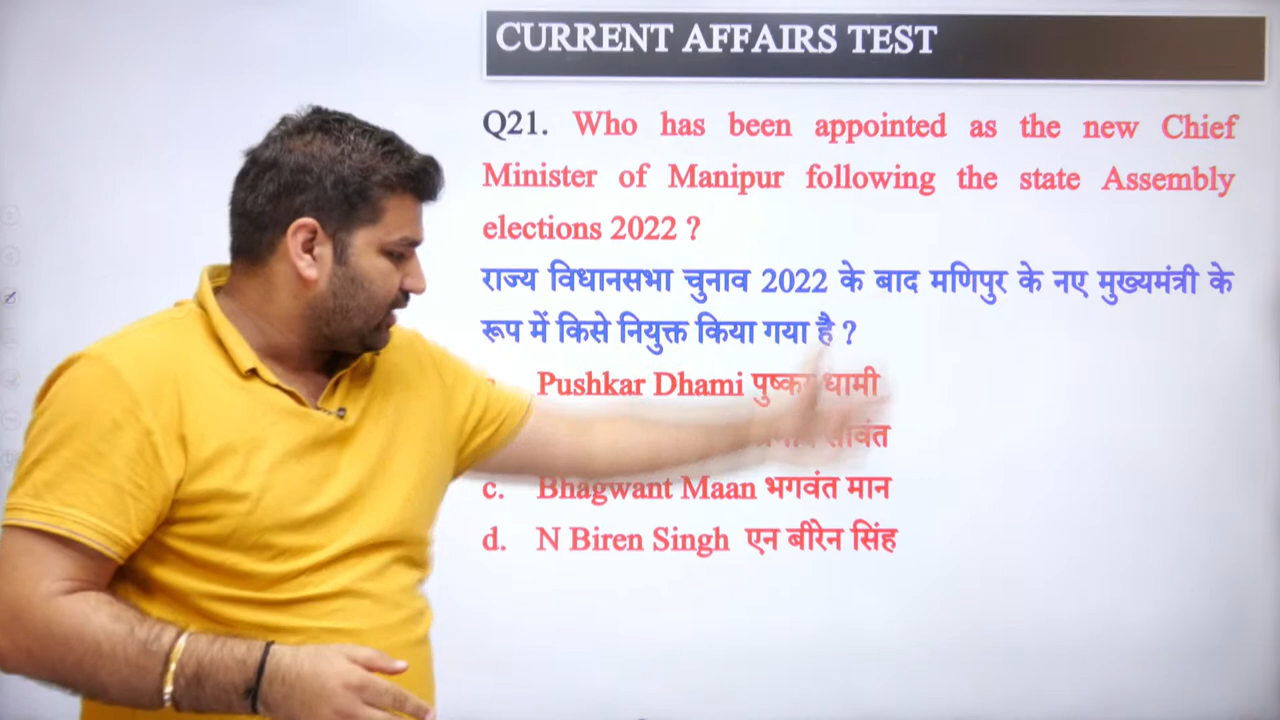 CURRENT AFFAIRS TEST
Q21. Who has been appointed as the new Chief
Minister of Manipur following the state Assembly
elections 2022 ?
राज्य विधानसभा चुनाव 2022 के बाद मणिपुर के नए मुख्यमंत्री के
रूप में किसे नियुक्त किया गया है ?
Pushkar Dhami पुष्कर धामी
सावंत
c. Bhagwant Maan भगवंत मान
d. N Biren Singh एन बीरेन सिंह